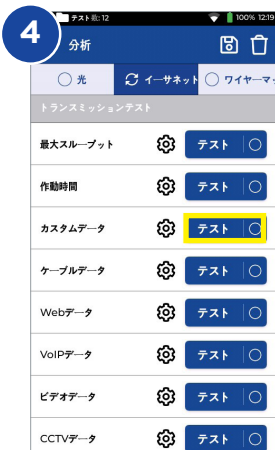 4
テスト数: 12
100% 12:19
分析
光 イーサネット ワイヤーマッ
トランスミッションテスト
最大スループット テスト
作動時間 テスト
カスタムデータ テスト
ケーブルデータ テスト
Webデータ テスト
VoIPデータ テスト
ビデオデータ テスト
CCTVデータ テスト